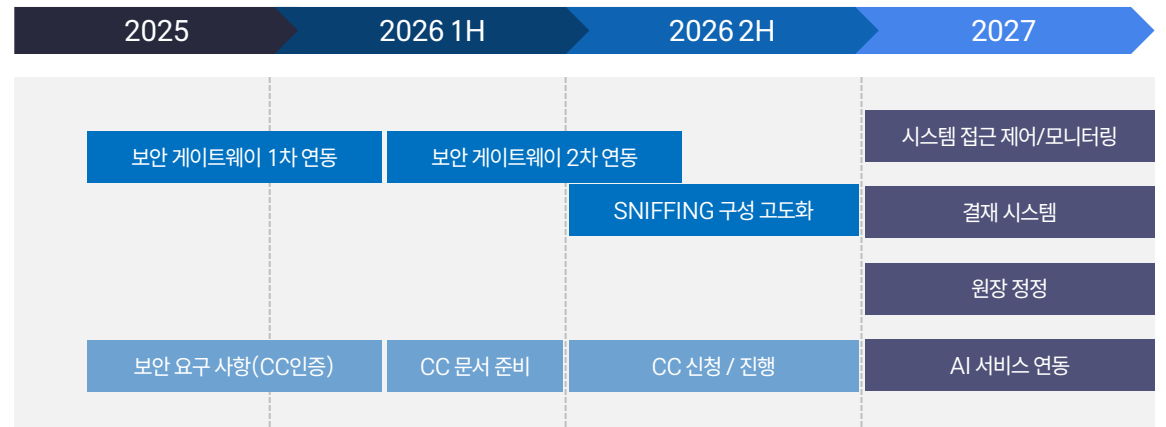 2025
2026 1H
2026 2H
2027
시스템 접근 제어/모니터링
보안 게이트웨이 1차 연동
보안 게이트웨이 2차 연동
SNIFFING 구성 고도화
결재 시스템
원장 정정
보안 요구 사항(CC인증)
CC 문서 준비
CC 신청 / 진행
AI 서비스 연동